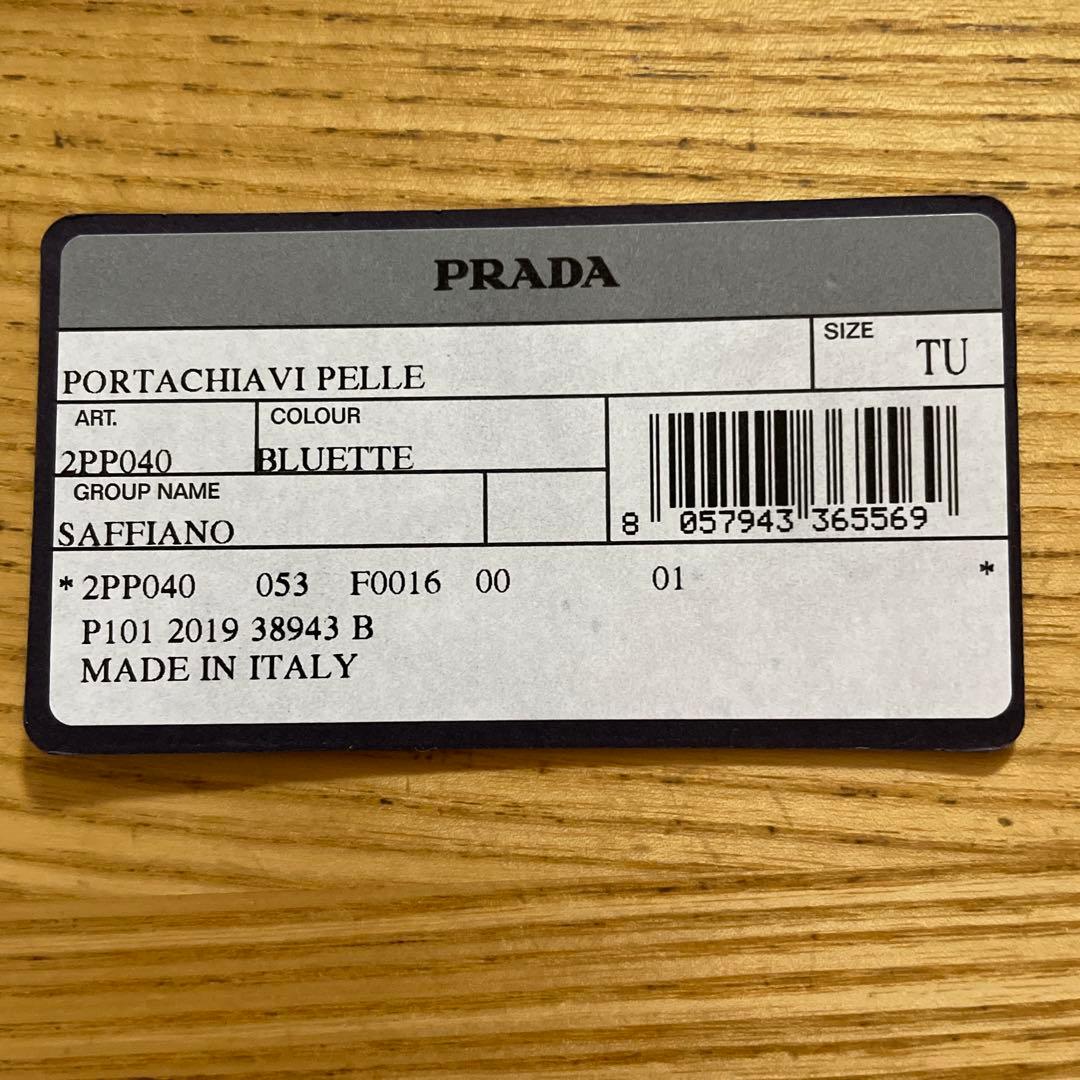 PRADA
PORTACHIAVI PELLE
SIZE
TU
ART.
2PP040
COLOUR
BLUETTE
GROUP NAME
SAFFIANO
8 057943 365569
* 2PP040 053 F0016 00 01 *
P101 2019 38943 B
MADE IN ITALY